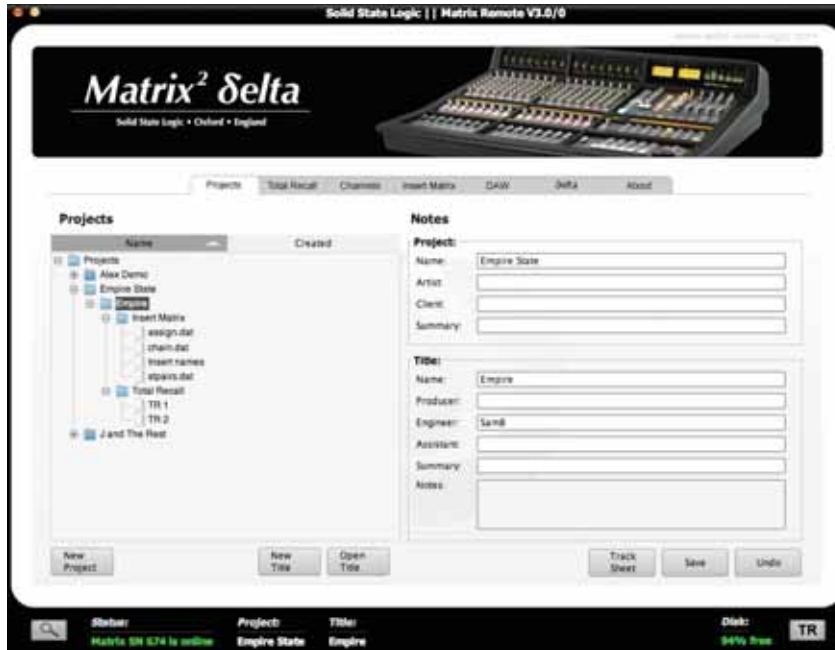 Solid State Logic || Matrix Remote V3.0/0
Matrix² δelta
Solid State Logic • Oxford • England
Projects Total Recall Channels Insert Matrix DAW δelta About
Projects
Name Created
Projects
Alex Demo
Empire State
Empire
Insert Matrix
assign.dat
chain.dat
Insert names
stpairs.dat
Total Recall
TR 1
TR 2
J and The Rest
New Project
New Title
Open Title
Notes
Project:
Name: Empire State
Artist:
Client:
Summary:
Title:
Name: Empire
Producer:
Engineer: SamB
Assistant:
Summary:
Notes:
Track Sheet
Save
Undo
Status: Project: Title: Disk:
Matrix SN 674 is online Empire State Empire 94% free
TR